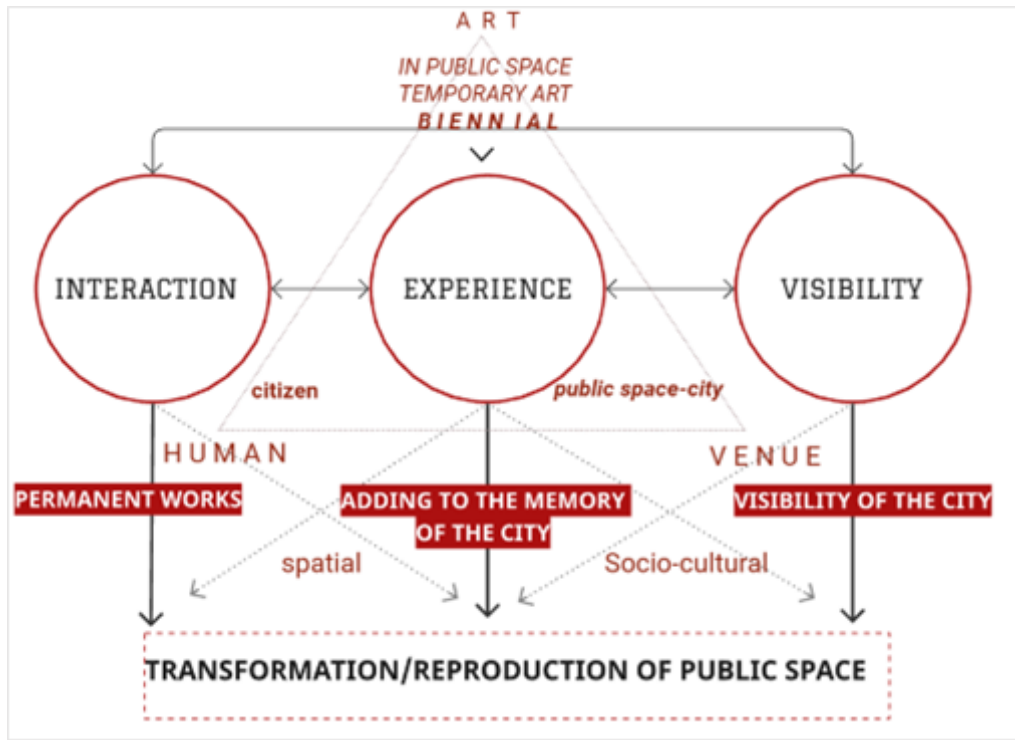 ART
IN PUBLIC SPACE
TEMPORARY ART
BIENNIAL
INTERACTION
EXPERIENCE
VISIBILITY
citizen
public space-city
HUMAN
VENUE
PERMANENT WORKS
ADDING TO THE MEMORY
OF THE CITY
VISIBILITY OF THE CITY
spatial
Socio-cultural
TRANSFORMATION/REPRODUCTION OF PUBLIC SPACE